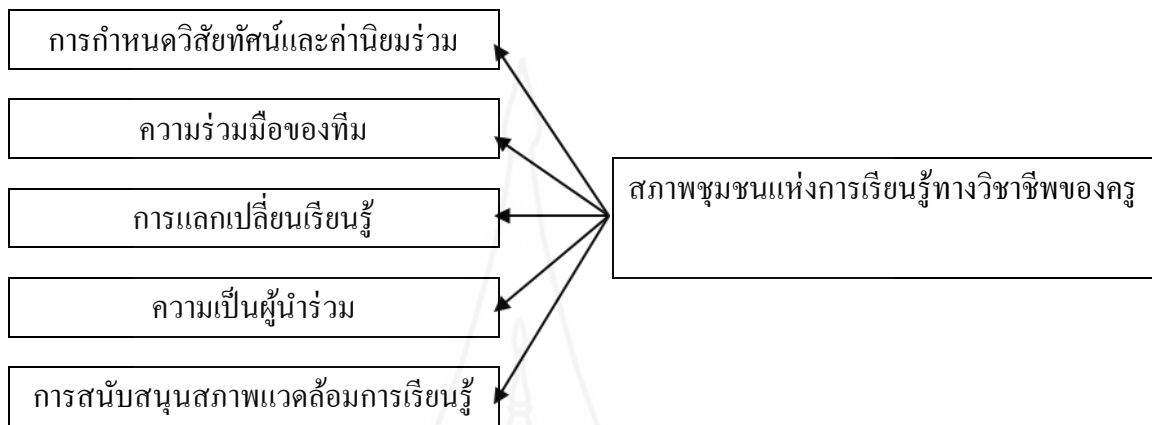 การกำหนดวิสัยทัศน์และค่านิยมร่วม
ความร่วมมือของทีม
การแลกเปลี่ยนเรียนรู้
ความเป็นผู้นำร่วม
การสนับสนุนสภาพแวดล้อมการเรียนรู้
สภาพชุมชนแห่งการเรียนรู้ทางวิชาชีพของครู